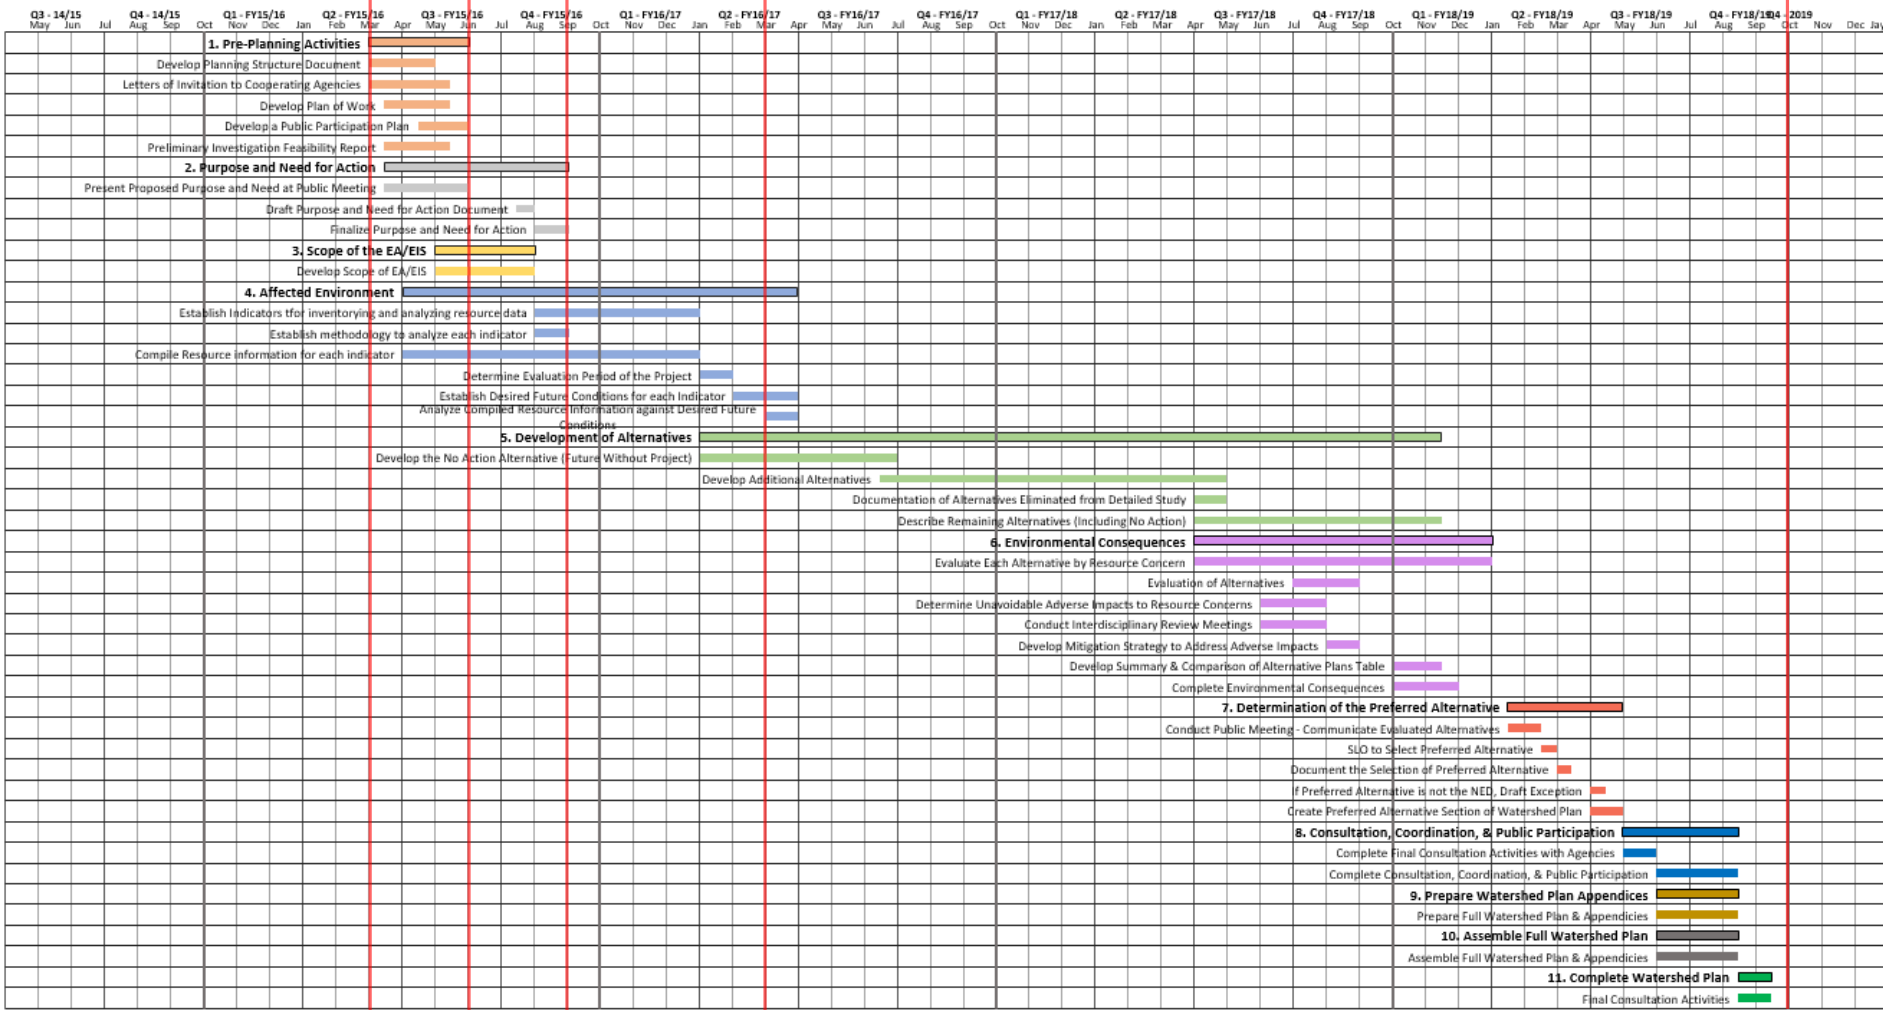 Q3 - 14/15 Q4 - 14/15 Q1 - FY15/16 Q2 - FY15/16 Q3 - FY15/16 Q4 - FY15/16 Q1 - FY16/17 Q2 - FY16/17 Q3 - FY16/17 Q4 - FY16/17 Q1 - FY17/18 Q2 - FY17/18 Q3 - FY17/18 Q4 - FY17/18 Q1 - FY18/19 Q2 - FY18/19 Q3 - FY18/19 Q4 - FY18/19 Q4 - 2019
May Jun Jul Aug Sep Oct Nov Dec Jan Feb Mar Apr May Jun Jul Aug Sep Oct Nov Dec Jan Feb Mar Apr May Jun Jul Aug Sep Oct Nov Dec Jan Feb Mar Apr May Jun Jul Aug Sep Oct Nov Dec Jan Feb Mar Apr May Jun Jul Aug Sep Oct Nov Dec Jay
1. Pre-Planning Activities
Develop Planning Structure Document
Letters of Invitation to Cooperating Agencies
Develop Plan of Work
Develop a Public Participation Plan
Preliminary Investigation Feasibility Report
2. Purpose and Need for Action
Present Proposed Purpose and Need at Public Meeting
Draft Purpose and Need for Action Document
Finalize Purpose and Need for Action
3. Scope of the EA/EIS
Develop Scope of EA/EIS
4. Affected Environment
Establish Indicators tfor inventorying and analyzing resource data
Establish methodology to analyze each indicator
Compile Resource information for each indicator
Determine Evaluation Period of the Project
Establish Desired Future Conditions for each Indicator
Analyze Compiled Resource Information against Desired Future
Conditions
5. Development of Alternatives
Develop the No Action Alternative (Future Without Project)
Develop Additional Alternatives
Documentation of Alternatives Eliminated from Detailed Study
Describe Remaining Alternatives (Including No Action)
6. Environmental Consequences
Evaluate Each Alternative by Resource Concern
Evaluation of Alternatives
Determine Unavoidable Adverse Impacts to Resource Concerns
Conduct Interdisciplinary Review Meetings
Develop Mitigation Strategy to Address Adverse Impacts
Develop Summary & Comparison of Alternative Plans Table
Complete Environmental Consequences
7. Determination of the Preferred Alternative
Conduct Public Meeting - Communicate Evaluated Alternatives
SLO to Select Preferred Alternative
Document the Selection of Preferred Alternative
If Preferred Alternative is not the NED, Draft Exception
Create Preferred Alternative Section of Watershed Plan
8. Consultation, Coordination, & Public Participation
Complete Final Consultation Activities with Agencies
Complete Consultation, Coordination, & Public Participation
9. Prepare Watershed Plan Appendices
Prepare Full Watershed Plan & Appendicies
10. Assemble Full Watershed Plan
Assemble Full Watershed Plan & Appendicies
11. Complete Watershed Plan
Final Consultation Activities